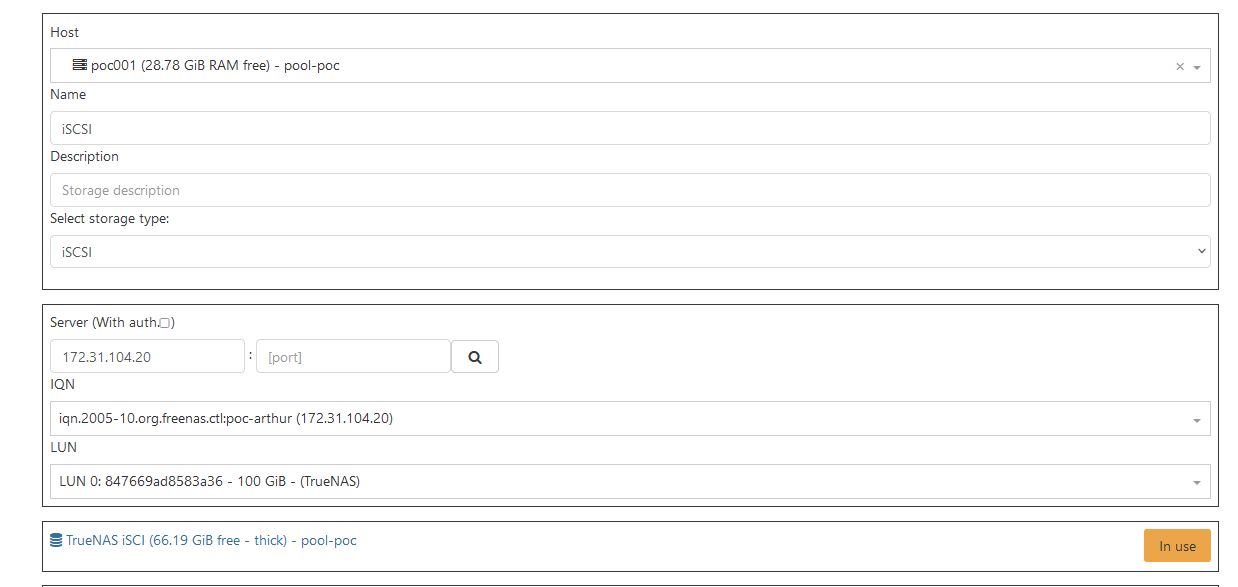 Host
poc001 (28.78 GiB RAM free) - pool-poc
Name
iSCSI
Description
Storage description
Select storage type:
iSCSI
Server (With auth.)
172.31.104.20 : [port]
IQN
iqn.2005-10.org.freenas.ctl:poc-arthur (172.31.104.20)
LUN
LUN 0: 847669ad8583a36 - 100 GiB - (TrueNAS)
TrueNAS iSCI (66.19 GiB free - thick) - pool-poc
In use